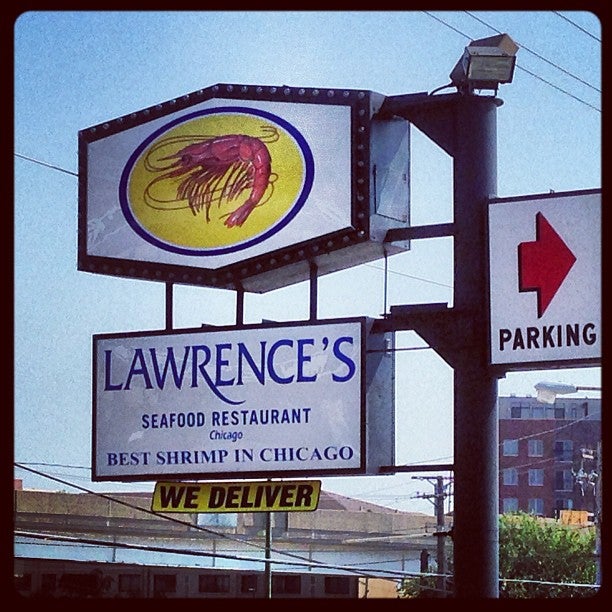 LAWRENCE'S
SEAFOOD RESTAURANT
Chicago
BEST SHRIMP IN CHICAGO
WE DELIVER
PARKING